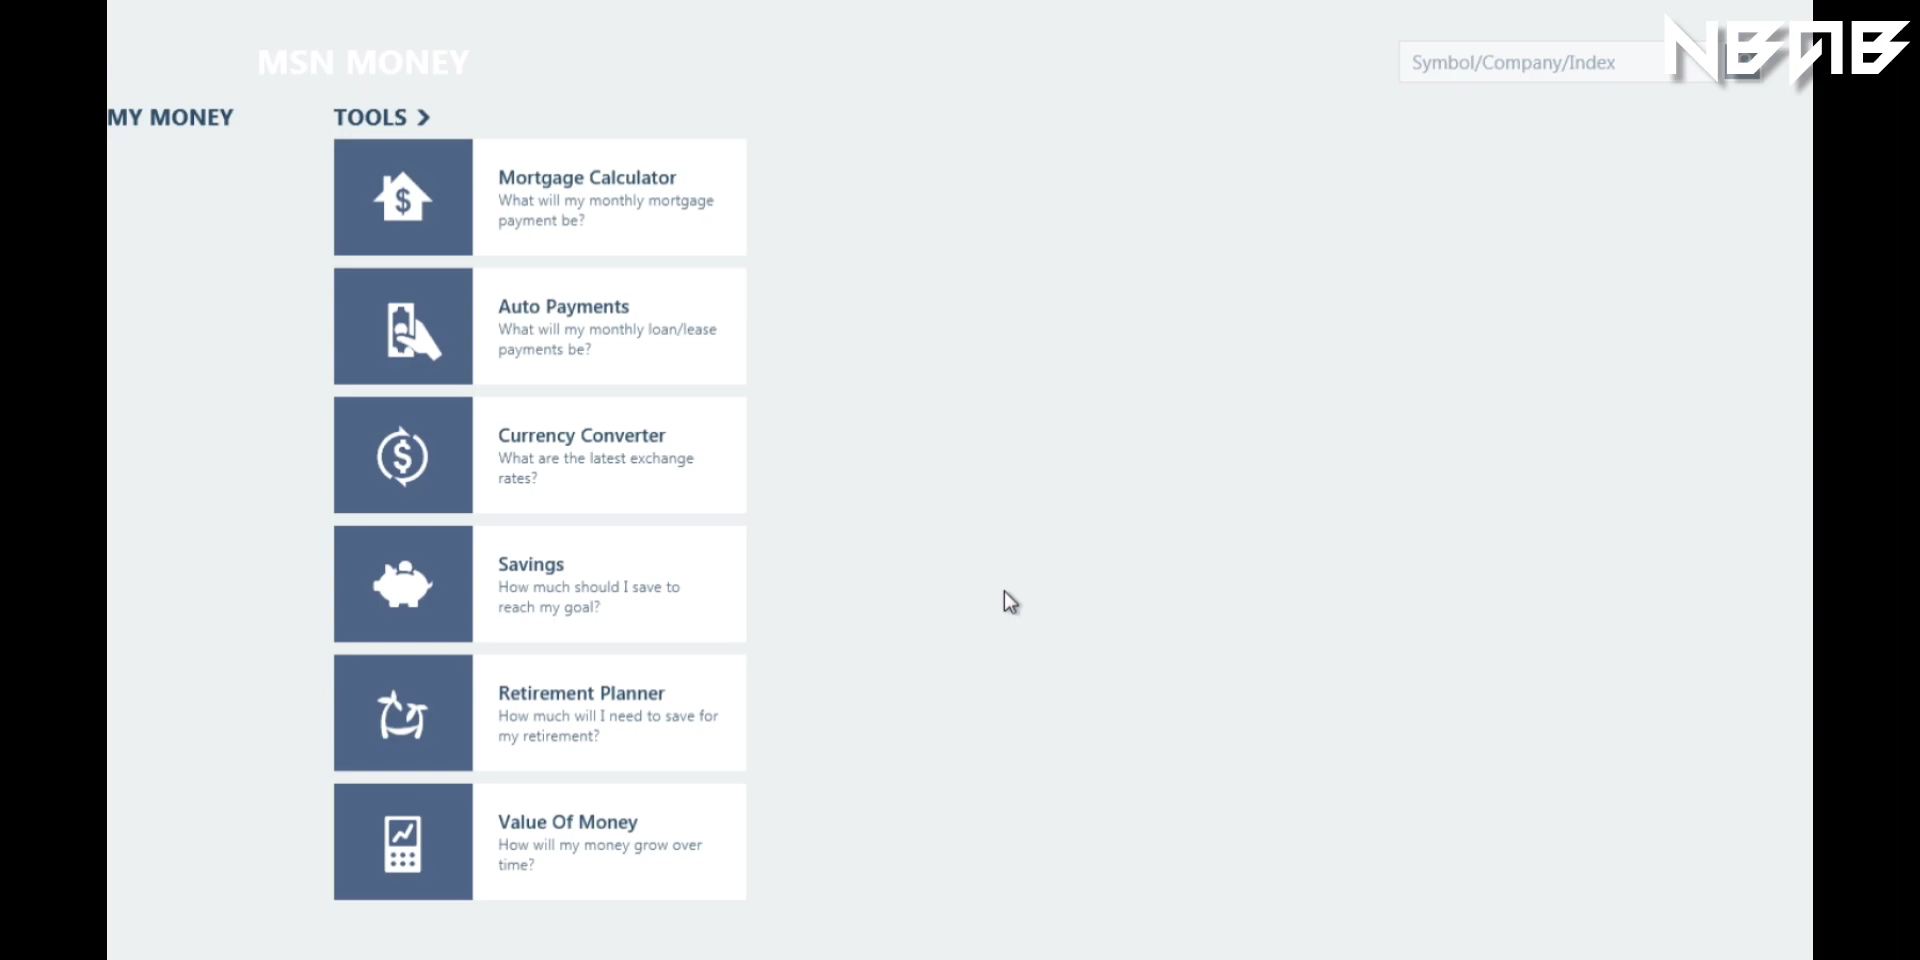 MSN MONEY
Symbol/Company/Index
NBAB
MY MONEY
TOOLS
Mortgage Calculator
What will my monthly mortgage
payment be?
Auto Payments
What will my monthly loan/lease
payments be?
Currency Converter
What are the latest exchange
rates?
Savings
How much should I save to
reach my goal?
Retirement Planner
How much will I need to save for
my retirement?
Value Of Money
How will my money grow over
time?